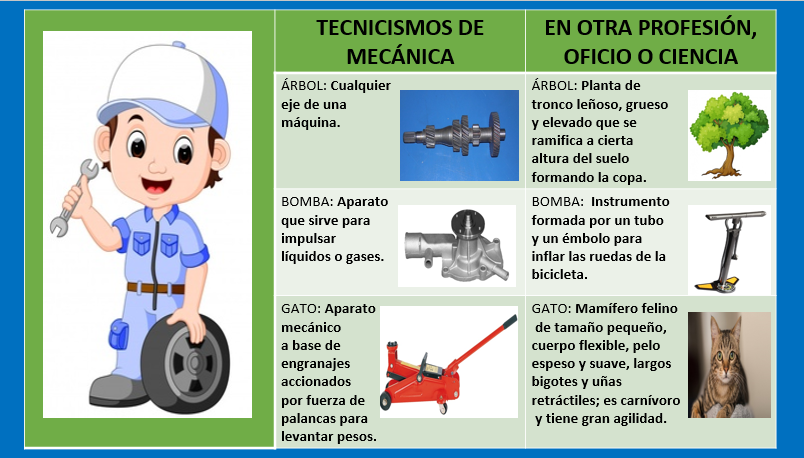 TECNICISMOS DE
MECÁNICA
EN OTRA PROFESIÓN,
OFICIO O CIENCIA
ÁRBOL: Cualquier
eje de una
máquina.
ÁRBOL: Planta de
tronco leñoso, grueso
y elevado que se
ramifica a cierta
altura del suelo
formando la copa.
BOMBA: Aparato
que sirve para
impulsar
líquidos o gases.
BOMBA: Instrumento
formada por un tubo
y un émbolo para
inflar las ruedas de la
bicicleta.
GATO: Aparato
mecánico
a base de
engranajes
accionados
por fuerza de
palancas para
levantar pesos.
GATO: Mamífero felino
de tamaño pequeño,
cuerpo flexible, pelo
espeso y suave, largos
bigotes y uñas
retráctiles; es carnívoro
y tiene gran agilidad.